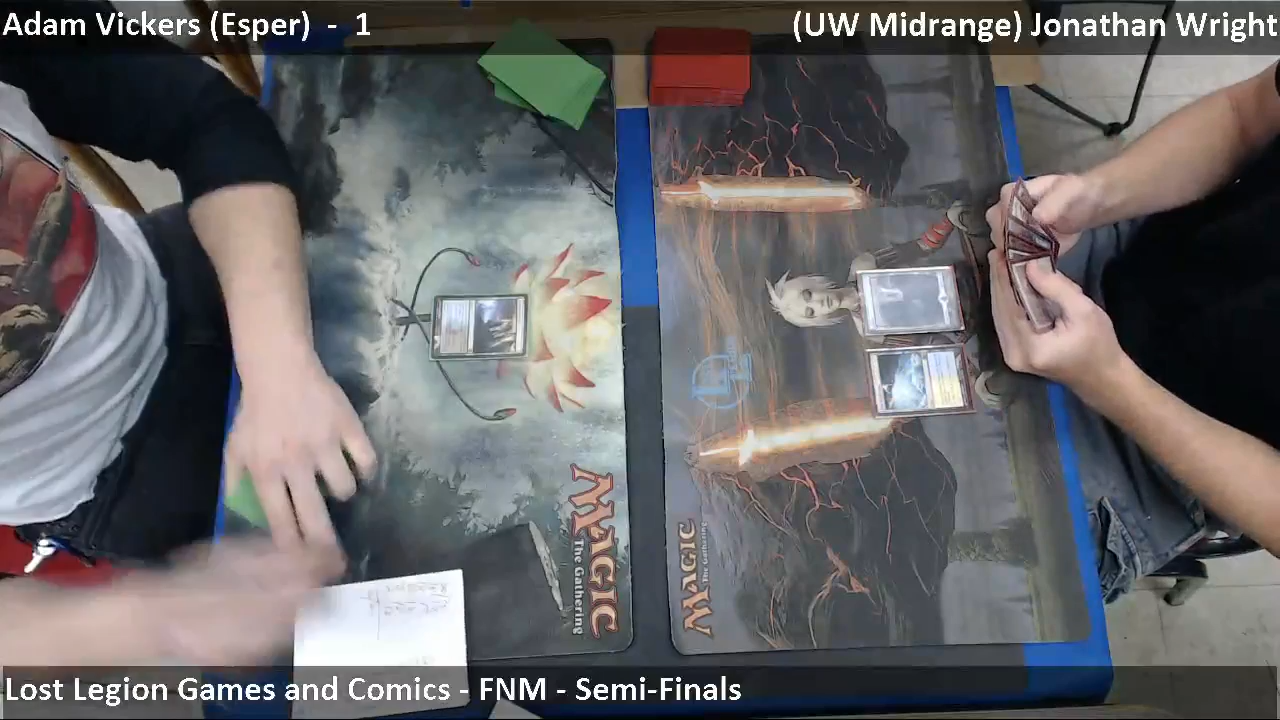 Adam Vickers (Esper)  -  1
(UW Midrange) Jonathan Wright
MAGIC
The Gathering
MAGIC
The Gathering
Lost Legion Games and Comics - FNM - Semi-Finals